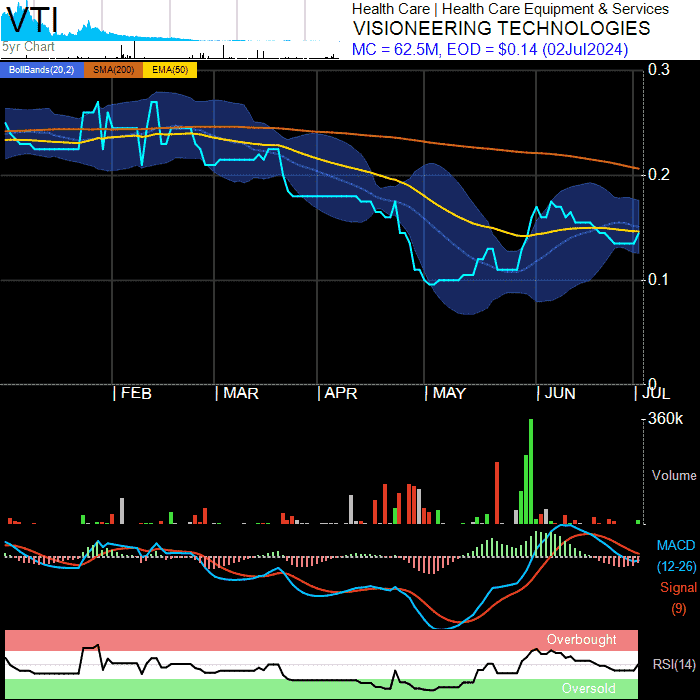 VTI
5yr Chart
Health Care | Health Care Equipment & Services
VISIONEERING TECHNOLOGIES
MC = 62.5M, EOD = $0.14 (02Jul2024)
BollBands(20,2) SMA(200) EMA(50)
0.3
0.2
0.1
0
FEB MAR APR MAY JUN JUL
360k
Volume
MACD
(12-26)
Signal
(9)
Overbought
RSI(14)
Oversold